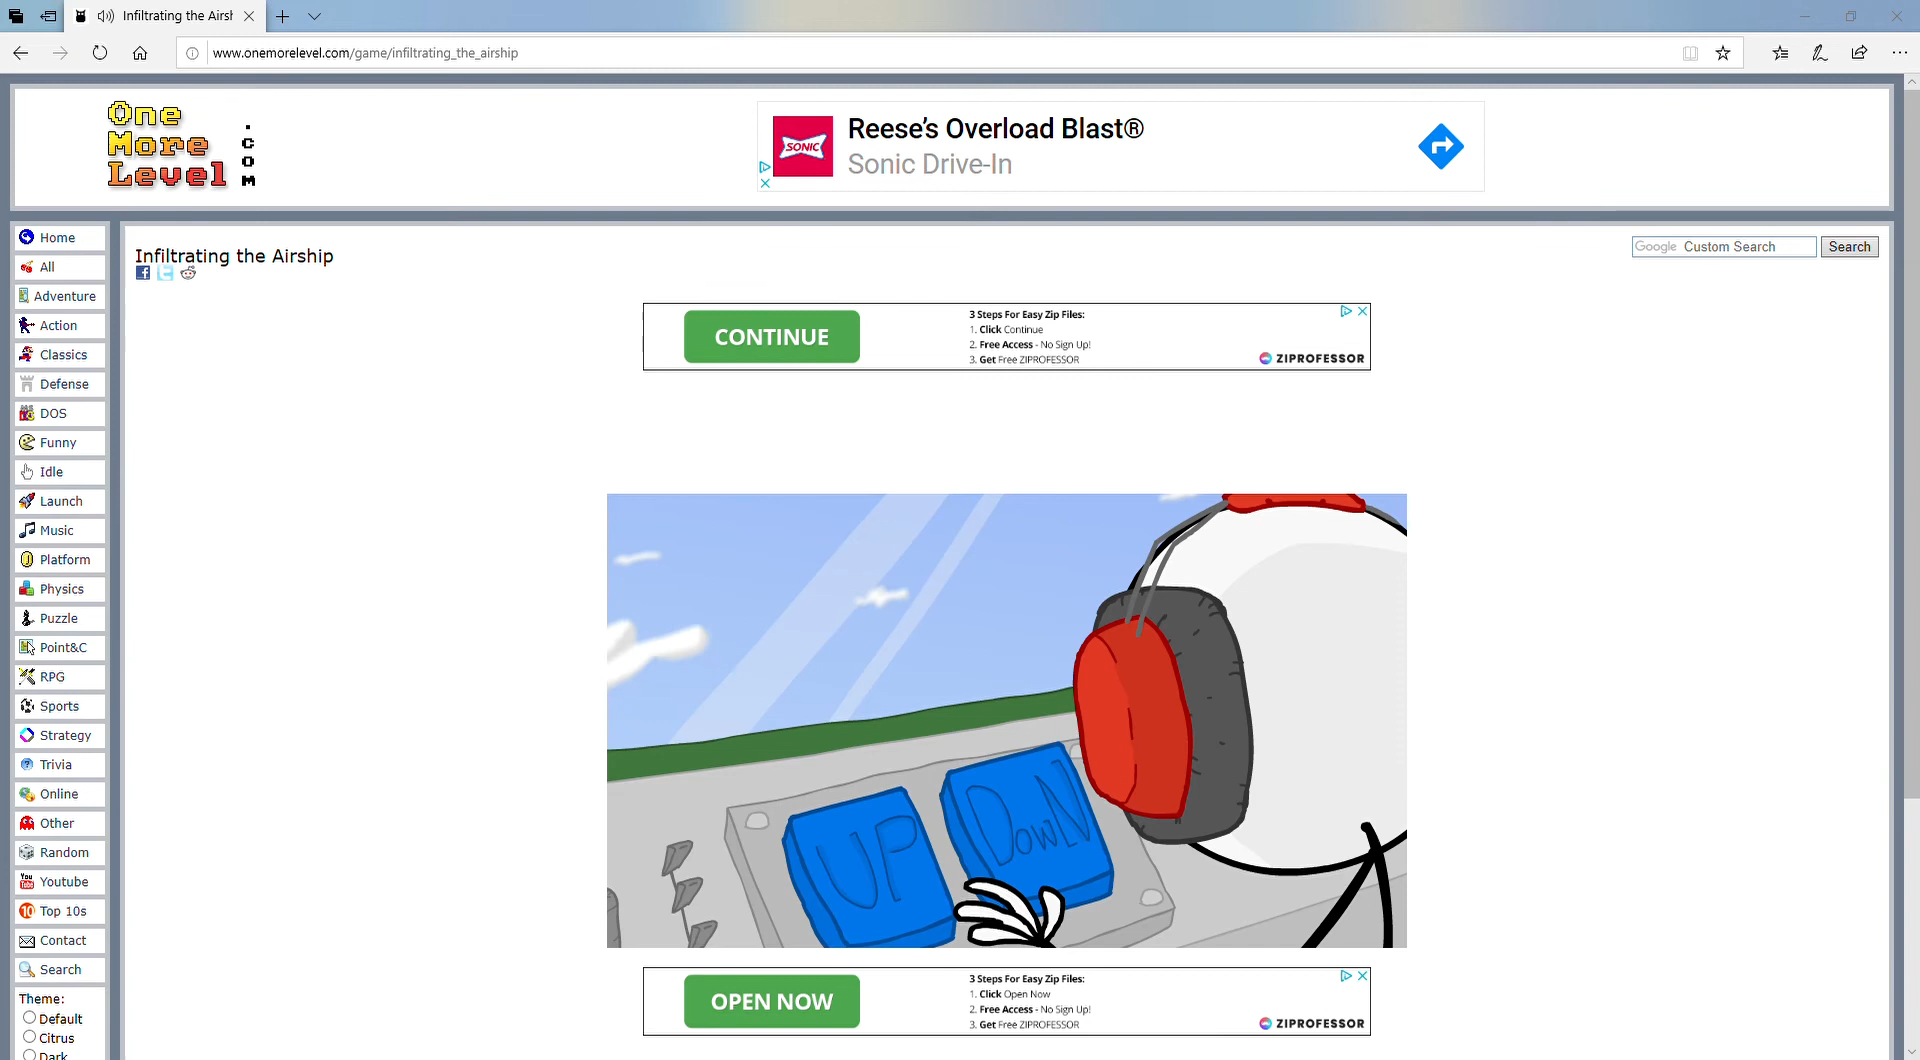 Infiltrating the Airsh
www.onemorelevel.com/game/infiltrating_the_airship
One
More
Level
.com
SONIC
Reese's Overload Blast®
Sonic Drive-In
Home
All
Adventure
Action
Classics
Defense
DOS
Funny
Idle
Launch
Music
Platform
Physics
Puzzle
Point&C
RPG
Sports
Strategy
Trivia
Online
Other
Random
Youtube
Top 10s
Contact
Search
Theme:
Default
Citrus
Dark
Infiltrating the Airship
Google Custom Search
Search
CONTINUE
3 Steps For Easy Zip Files:
1. Click Continue
2. Free Access - No Sign Up!
3. Get Free ZIPROFESSOR
ZIPROFESSOR
UP
DowN
OPEN NOW
3 Steps For Easy Zip Files:
1. Click Open Now
2. Free Access - No Sign Up!
3. Get Free ZIPROFESSOR
ZIPROFESSOR